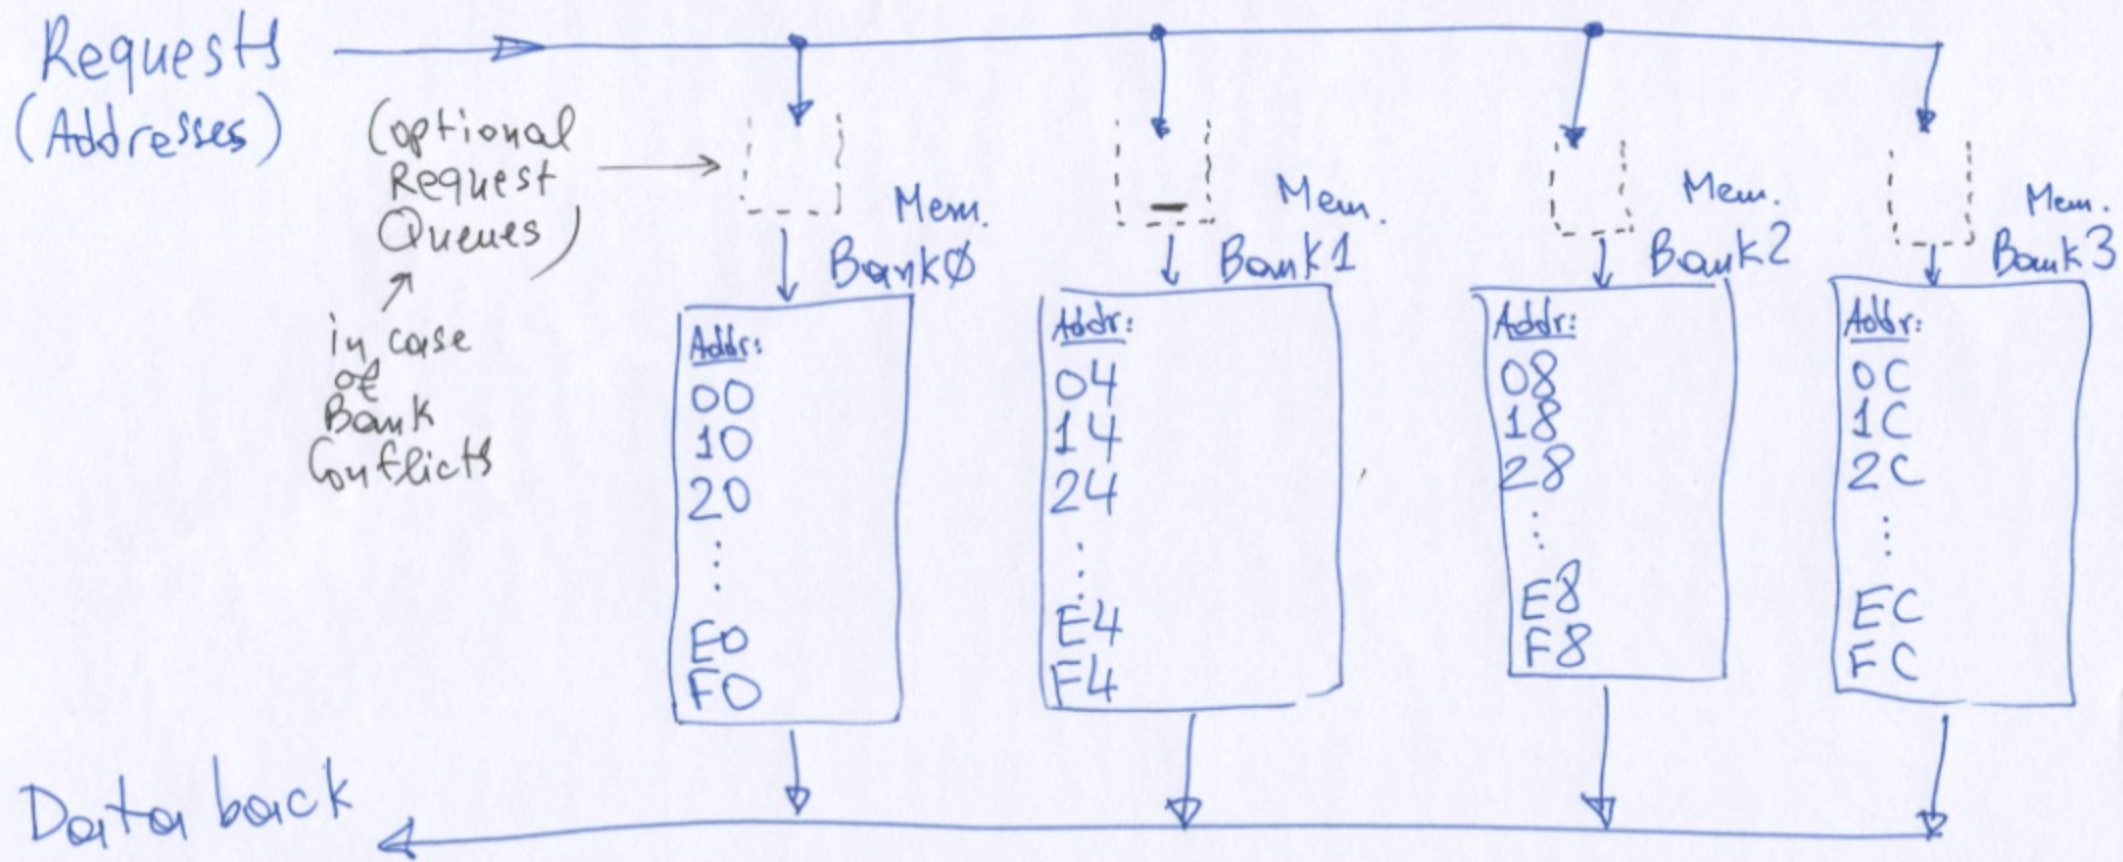 Requests
(Addresses)
(optional
Request
Queues)
in case
of
Bank
Conflicts
Mem.
BankØ
Mem.
Bank1
Mem.
Bank2
Mem.
Bank3
Addr:
00
10
20
⋮
E0
F0
Addr:
04
14
24
⋮
E4
F4
Addr:
08
18
28
⋮
E8
F8
Addr:
0C
1C
2C
⋮
EC
FC
Data back